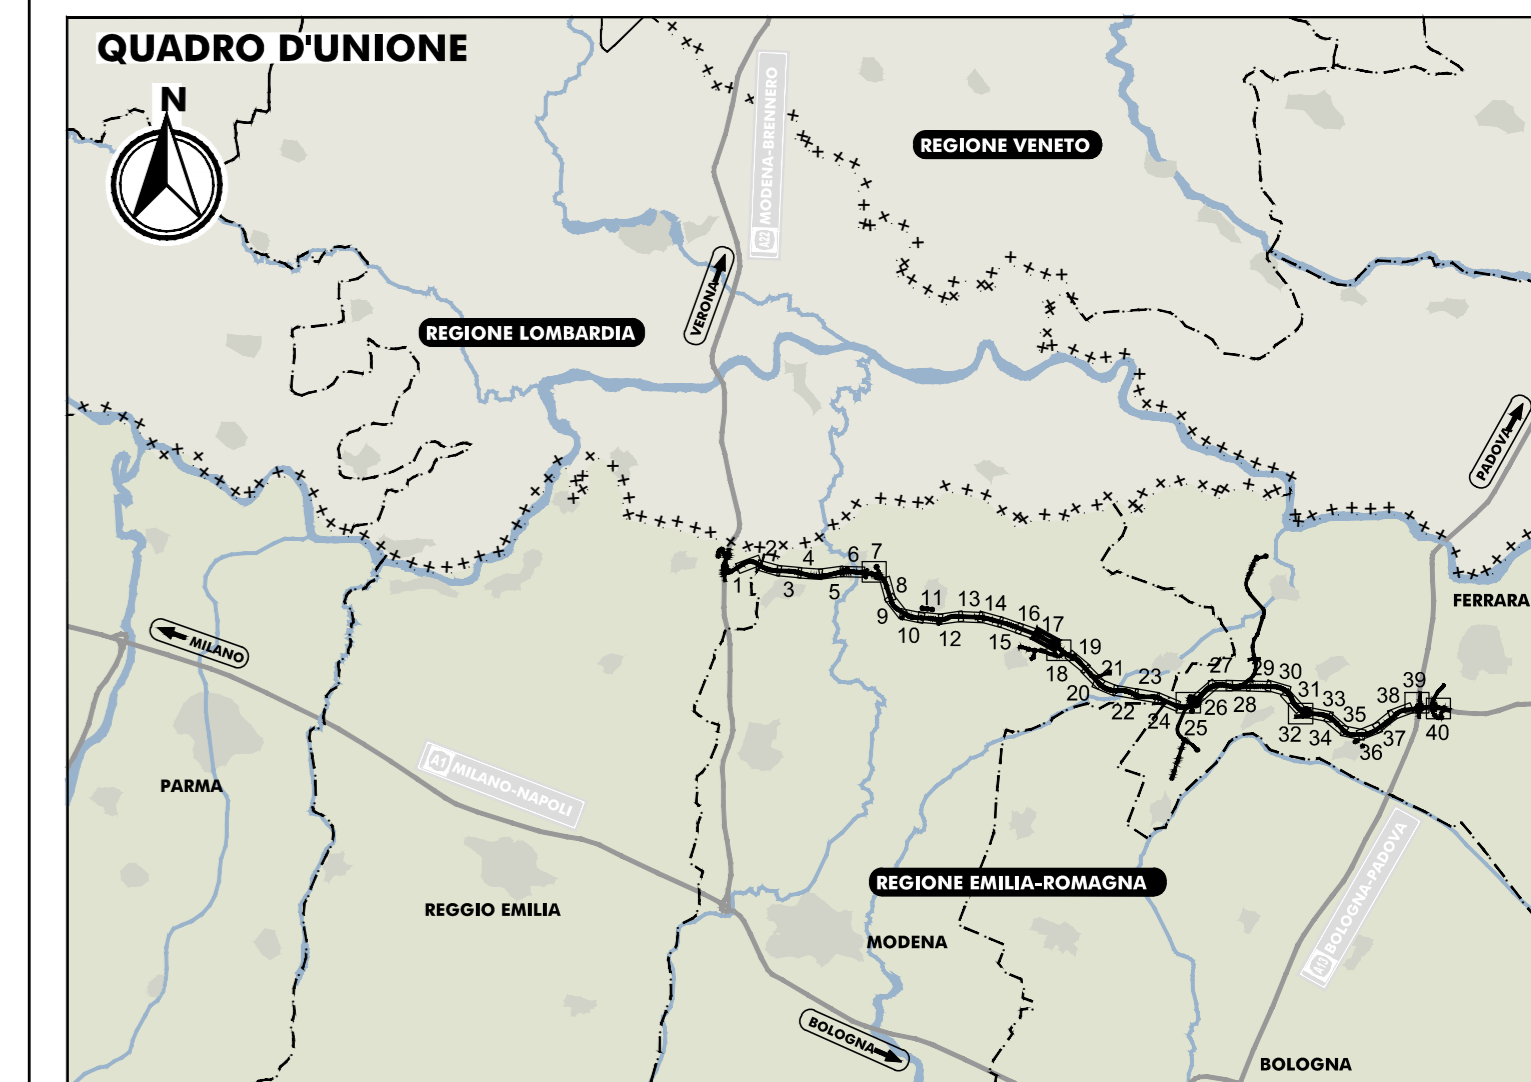 QUADRO D'UNIONE
N
A22 MODENA-BRENNERO
REGIONE VENETO
VERONA
REGIONE LOMBARDIA
PADOVA
1
2
3
4
5
6
7
8
9
10
11
12
13
14
15
16
17
18
19
20
21
22
23
24
25
26
27
28
29
30
31
32
33
34
35
36
37
38
39
40
FERRARA
MILANO
PARMA
A1 MILANO-NAPOLI
REGIONE EMILIA-ROMAGNA
REGGIO EMILIA
MODENA
A13 BOLOGNA-PADOVA
BOLOGNA
BOLOGNA